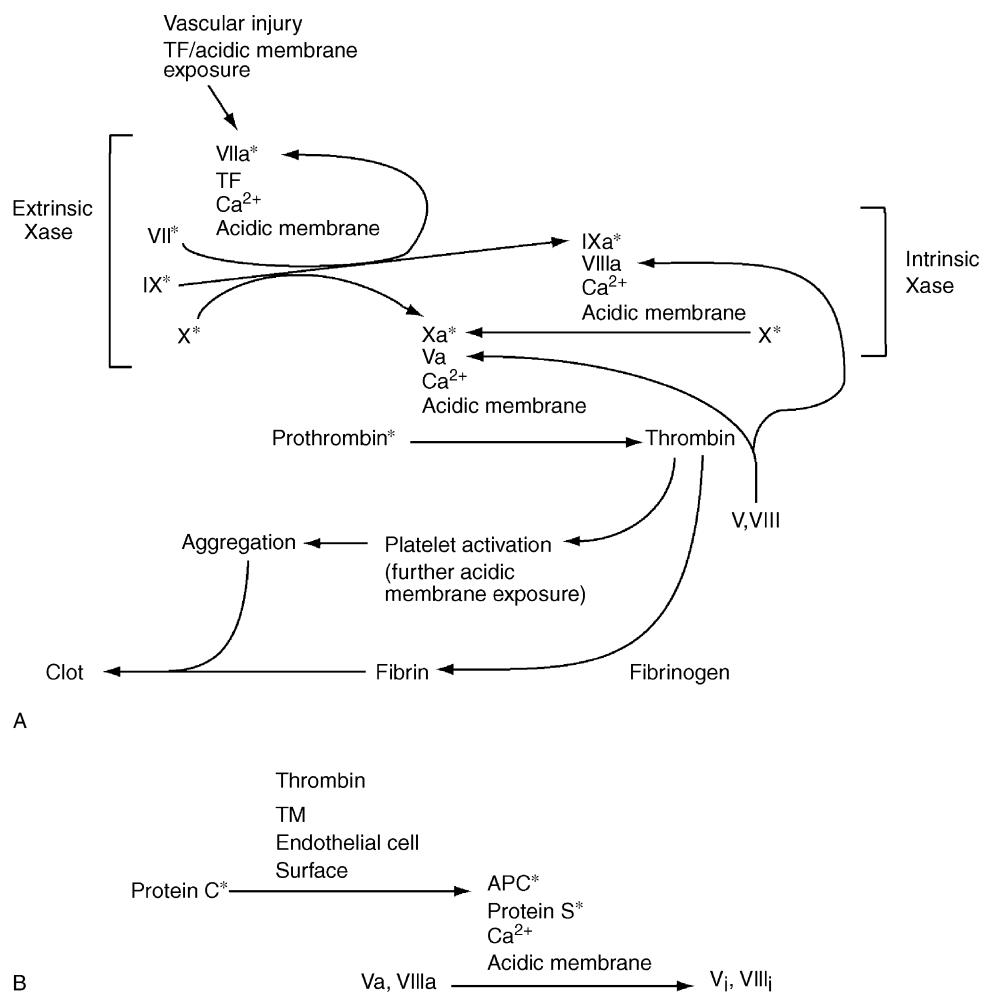 Vascular injury
TF/acidic membrane
exposure
VIIa*
TF
Ca2+
Acidic membrane
Extrinsic
Xase
VII*
IX*
X*
IXa*
VIIIa
Ca2+
Acidic membrane
Intrinsic
Xase
X*
Xa*
Va
Ca2+
Acidic membrane
Prothrombin*
Thrombin
V,VIII
Aggregation
Platelet activation
(further acidic
membrane exposure)
Clot
Fibrin
Fibrinogen
A
Thrombin
TM
Endothelial cell
Surface
Protein C*
APC*
Protein S*
Ca2+
Acidic membrane
B
Va, VIIIa
Vi, VIIIi